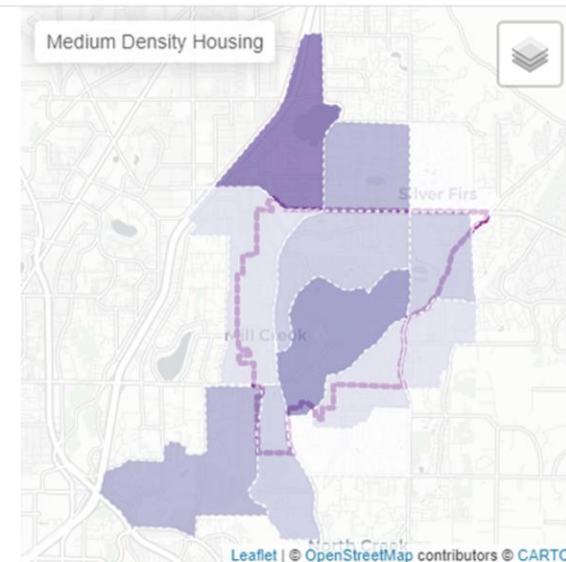 Medium Density Housing
Silver Firs
Mill Creek
North Creek
Leaflet | © OpenStreetMap contributors © CARTO